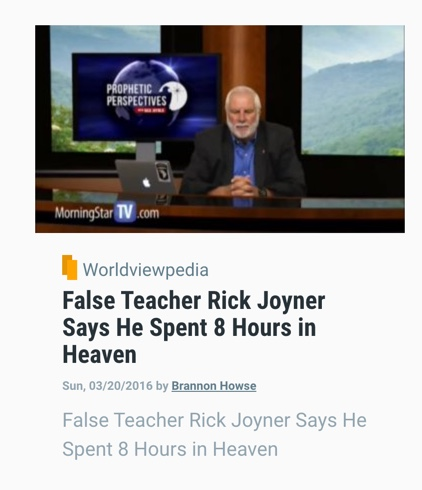 PROPHETIC
PERSPECTIVES
MorningStar TV .com
Worldviewpedia
False Teacher Rick Joyner
Says He Spent 8 Hours in
Heaven
Sun, 03/20/2016 by Brannon Howse
False Teacher Rick Joyner Says He
Spent 8 Hours in Heaven